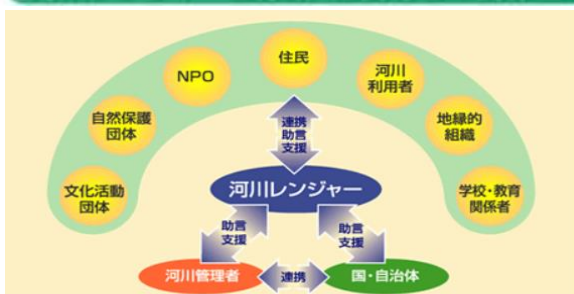 住民
NPO
河川
利用者
自然保護
団体
地縁的
組織
文化活動
団体
学校・教育
関係者
連携
助言
支援
河川レンジャー
助言
支援
助言
支援
河川管理者
連携
国・自治体